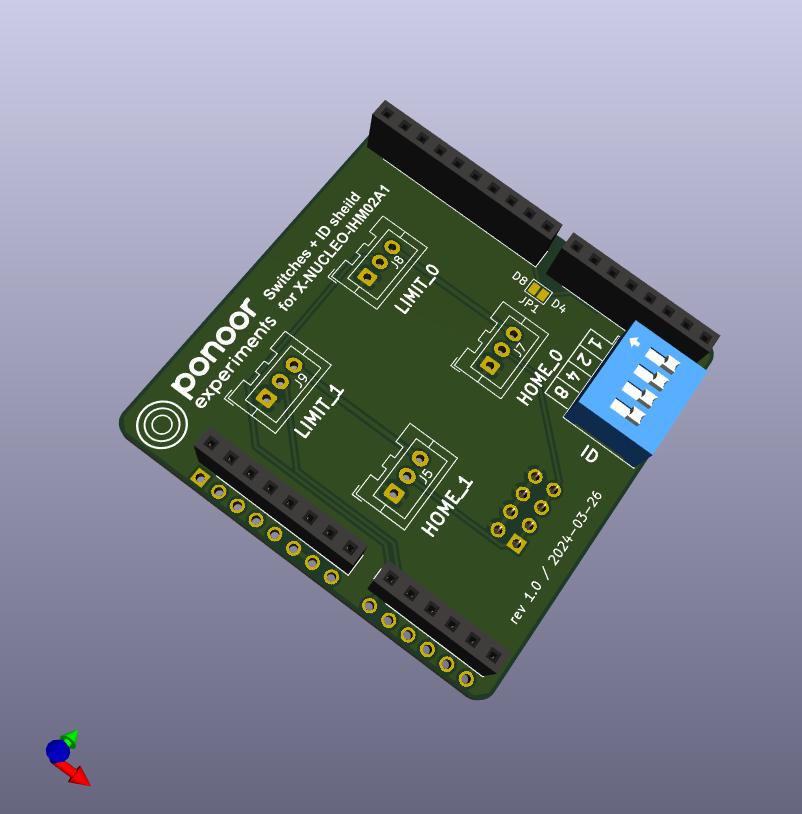 Switches + ID sheild
for X-NUCLEO-IHM02A1
ponoor
experiments
J8
LIMIT_0
D8
D4
JP1
J7
HOME_0
1
2
4
8
ID
J9
LIMIT_1
J5
HOME_1
rev 1.0 / 2024-03-26